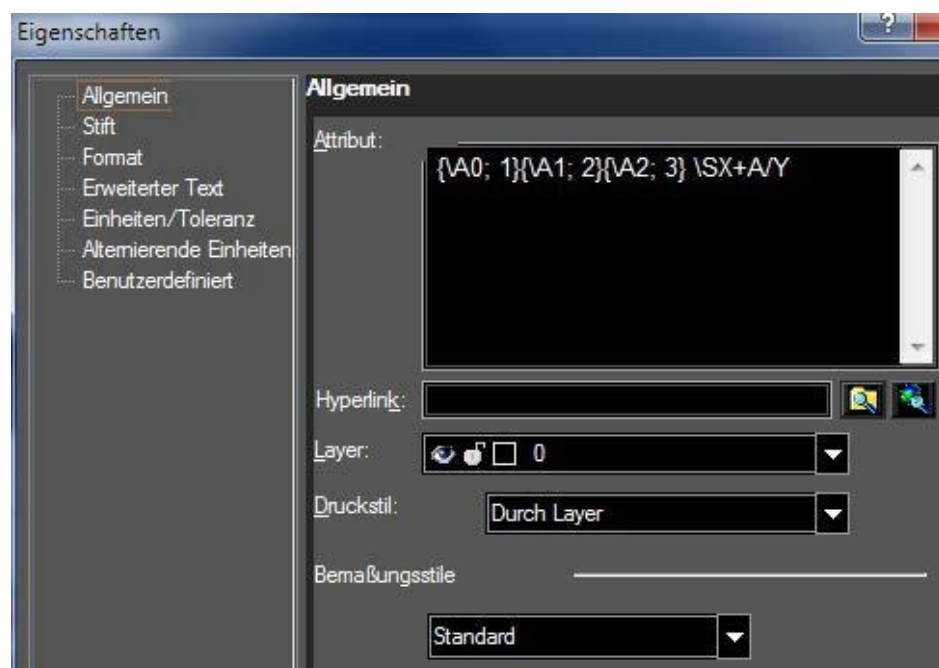 Eigenschaften
?
Allgemein
Stift
Format
Erweiterter Text
Einheiten/Toleranz
Alternierende Einheiten
Benutzerdefiniert
Allgemein
Attribut:
{\A0; 1}{\A1; 2}{\A2; 3} \SX+A/Y
Hyperlink:
Layer:
0
Druckstil:
Durch Layer
Bemaßungsstile
Standard